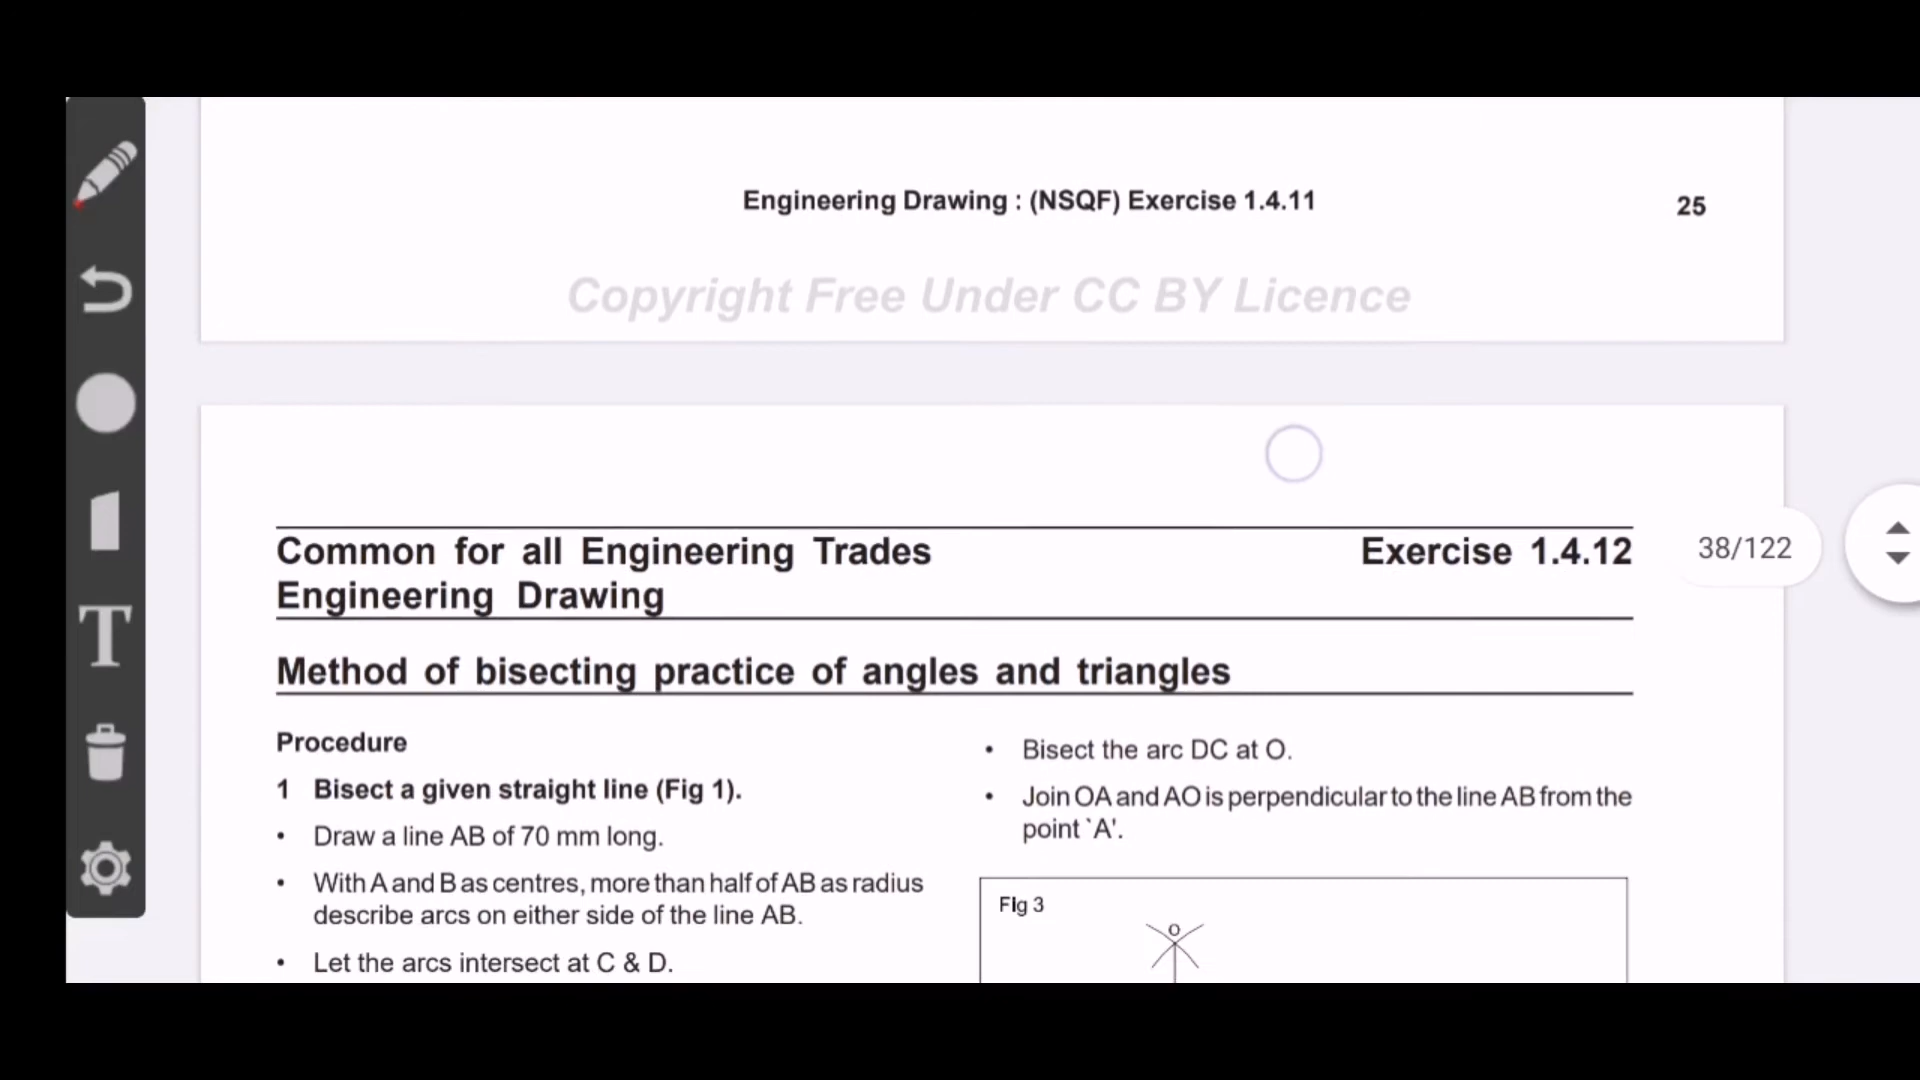 Engineering Drawing : (NSQF) Exercise 1.4.11
25
Copyright Free Under CC BY Licence
Common for all Engineering Trades
Exercise 1.4.12
Engineering Drawing
38/122
Method of bisecting practice of angles and triangles
Procedure
1 Bisect a given straight line (Fig 1).
• Draw a line AB of 70 mm long.
• With A and B as centres, more than half of AB as radius
describe arcs on either side of the line AB.
• Let the arcs intersect at C & D.
• Bisect the arc DC at O.
• Join OA and AO is perpendicular to the line AB from the
point `A'.
Fig 3
O
T